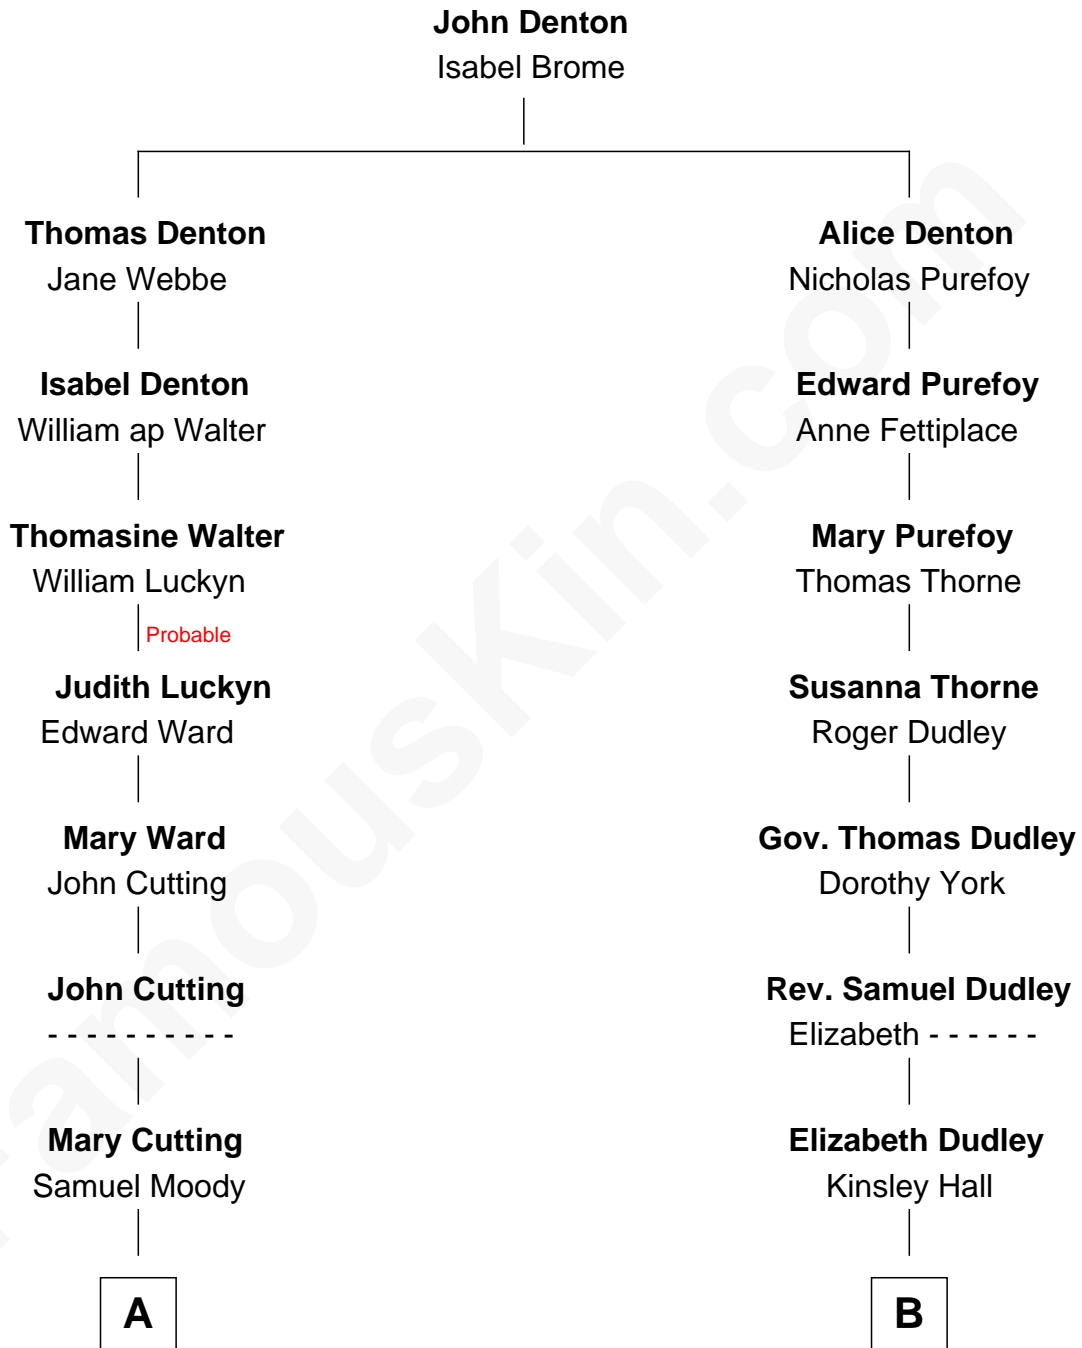 John Denton
Isabel Brome
Thomas Denton
Jane Webbe
Alice Denton
Nicholas Purefoy
Isabel Denton
William ap Walter
Edward Purefoy
Anne Fettiplace
Thomasine Walter
William Luckyn
Mary Purefoy
Thomas Thorne
Probable
Judith Luckyn
Edward Ward
Susanna Thorne
Roger Dudley
Mary Ward
John Cutting
Gov. Thomas Dudley
Dorothy York
John Cutting
- - - - - - - - - -
Rev. Samuel Dudley
Elizabeth - - - - - -
Mary Cutting
Samuel Moody
Elizabeth Dudley
Kinsley Hall
A
B
FamousKin.com